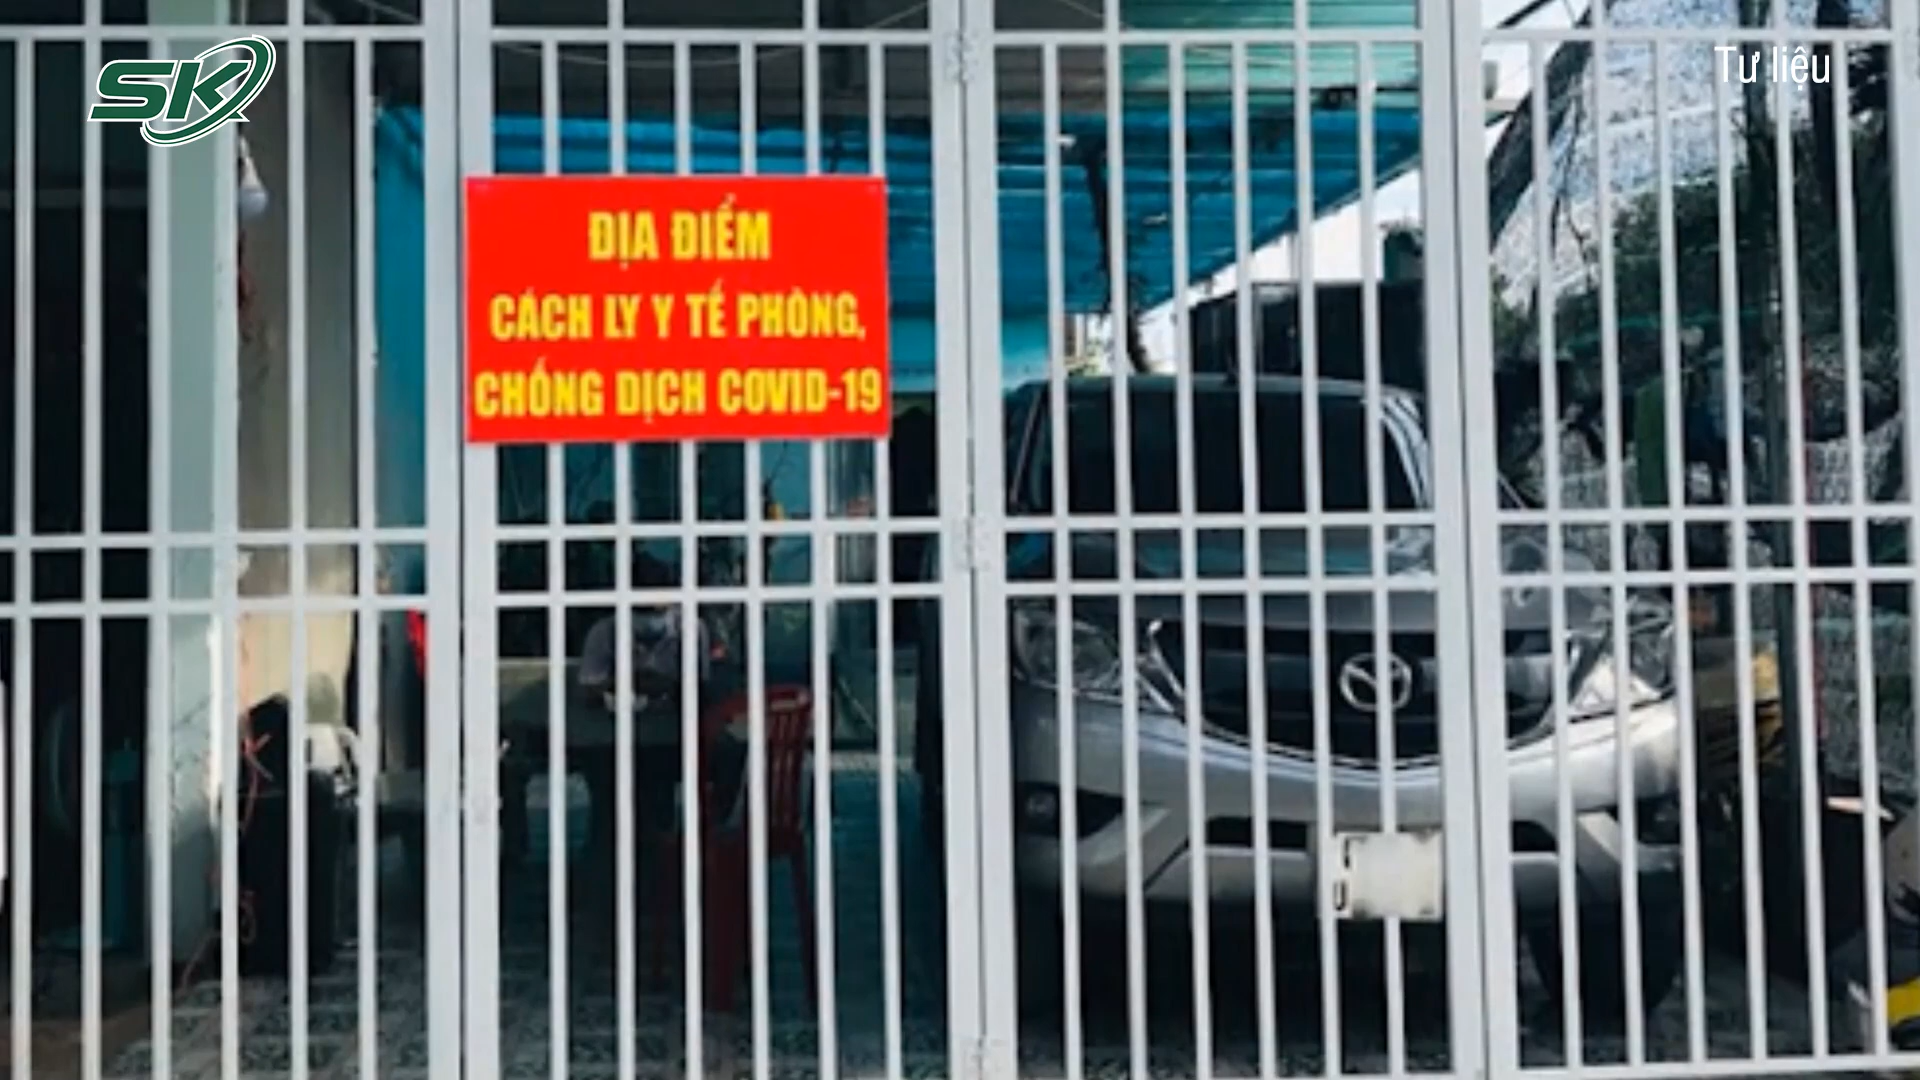 SK
Tư liệu
ĐỊA ĐIỂM
CÁCH LY Y TẾ PHÒNG,
CHỐNG DỊCH COVID-19